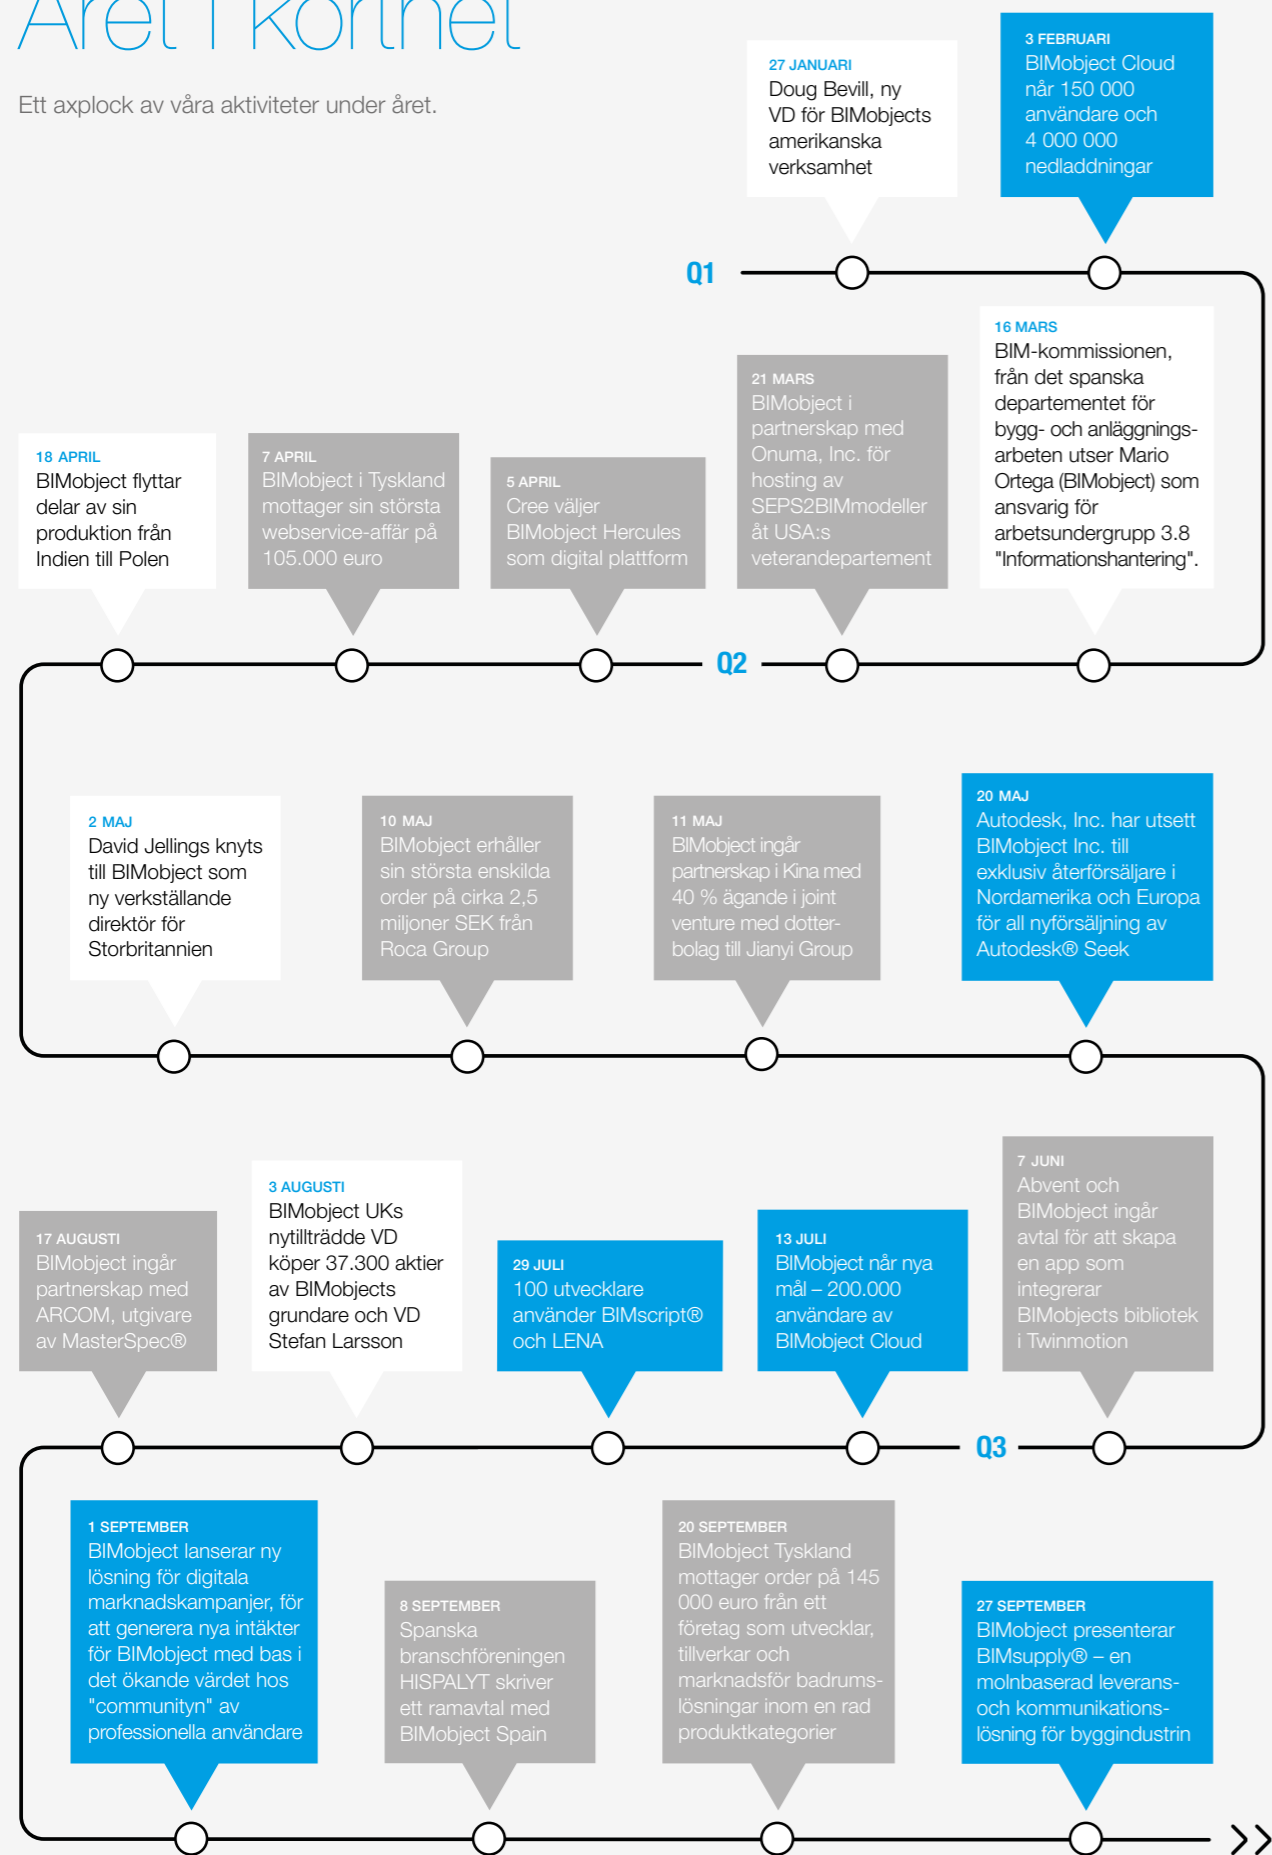 Året i korthet
Ett axplock av våra aktiviteter under året.
27 JANUARI
Doug Bevill, ny
VD för BIMobjects
amerikanska
verksamhet
3 FEBRUARI
BIMobject Cloud
når 150 000
användare och
4 000 000
nedladdningar
Q1
16 MARS
BIM-kommissionen,
från det spanska
departementet för
bygg- och anläggnings-
arbeten utser Mario
Ortega (BIMobject) som
ansvarig för
arbetsundergrupp 3.8
"Informationshantering".
21 MARS
BIMobject i
partnerskap med
Onuma, Inc. för
hosting av
SEPS2BIMmodeller
åt USA:s
veterandepartement
Q2
5 APRIL
Cree väljer
BIMobject Hercules
som digital plattform
7 APRIL
BIMobject i Tyskland
mottager sin största
webservice-affär på
105.000 euro
18 APRIL
BIMobject flyttar
delar av sin
produktion från
Indien till Polen
2 MAJ
David Jellings knyts
till BIMobject som
ny verkställande
direktör för
Storbritannien
10 MAJ
BIMobject erhåller
sin största enskilda
order på cirka 2,5
miljoner SEK från
Roca Group
11 MAJ
BIMobject ingår
partnerskap i Kina med
40 % ägande i joint
venture med dotter-
bolag till Jianyi Group
20 MAJ
Autodesk, Inc. har utsett
BIMobject Inc. till
exklusiv återförsäljare i
Nordamerika och Europa
för all nyförsäljning av
Autodesk® Seek
7 JUNI
Abvent och
BIMobject ingår
avtal för att skapa
en app som
integrerar
BIMobjects bibliotek
i Twinmotion
Q3
13 JULI
BIMobject når nya
mål – 200.000
användare av
BIMobject Cloud
29 JULI
100 utvecklare
använder BIMscript®
och LENA
3 AUGUSTI
BIMobject UKs
nytillträdde VD
köper 37.300 aktier
av BIMobjects
grundare och VD
Stefan Larsson
17 AUGUSTI
BIMobject ingår
partnerskap med
ARCOM, utgivare
av MasterSpec®
1 SEPTEMBER
BIMobject lanserar ny
lösning för digitala
marknadskampanjer, för
att generera nya intäkter
för BIMobject med bas i
det ökande värdet hos
"communityn" av
professionella användare
8 SEPTEMBER
Spanska
branschföreningen
HISPALYT skriver
ett ramavtal med
BIMobject Spain
20 SEPTEMBER
BIMobject Tyskland
mottager order på 145
000 euro från ett
företag som utvecklar,
tillverkar och
marknadsför badrums-
lösningar inom en rad
produktkategorier
27 SEPTEMBER
BIMobject presenterar
BIMsupply® – en
molnbaserad leverans-
och kommunikations-
lösning för byggindustrin